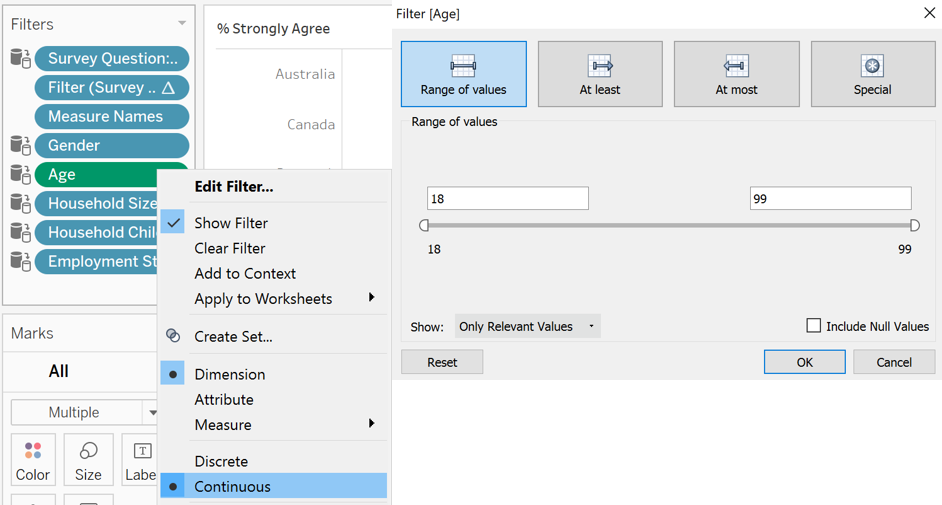 Filters
Survey Question:..
Filter (Survey ..
Measure Names
Gender
Age
Household Size
Household Chil
Employment St
Marks
All
Multiple
Color
Size
Labe
% Strongly Agree
Australia
Canada
Edit Filter...
Show Filter
Clear Filter
Add to Context
Apply to Worksheets
Create Set...
Dimension
Attribute
Measure
Discrete
Continuous
Filter [Age]
Range of values
At least
At most
Special
Range of values
18
99
18
99
Show:
Only Relevant Values
Include Null Values
Reset
OK
Cancel